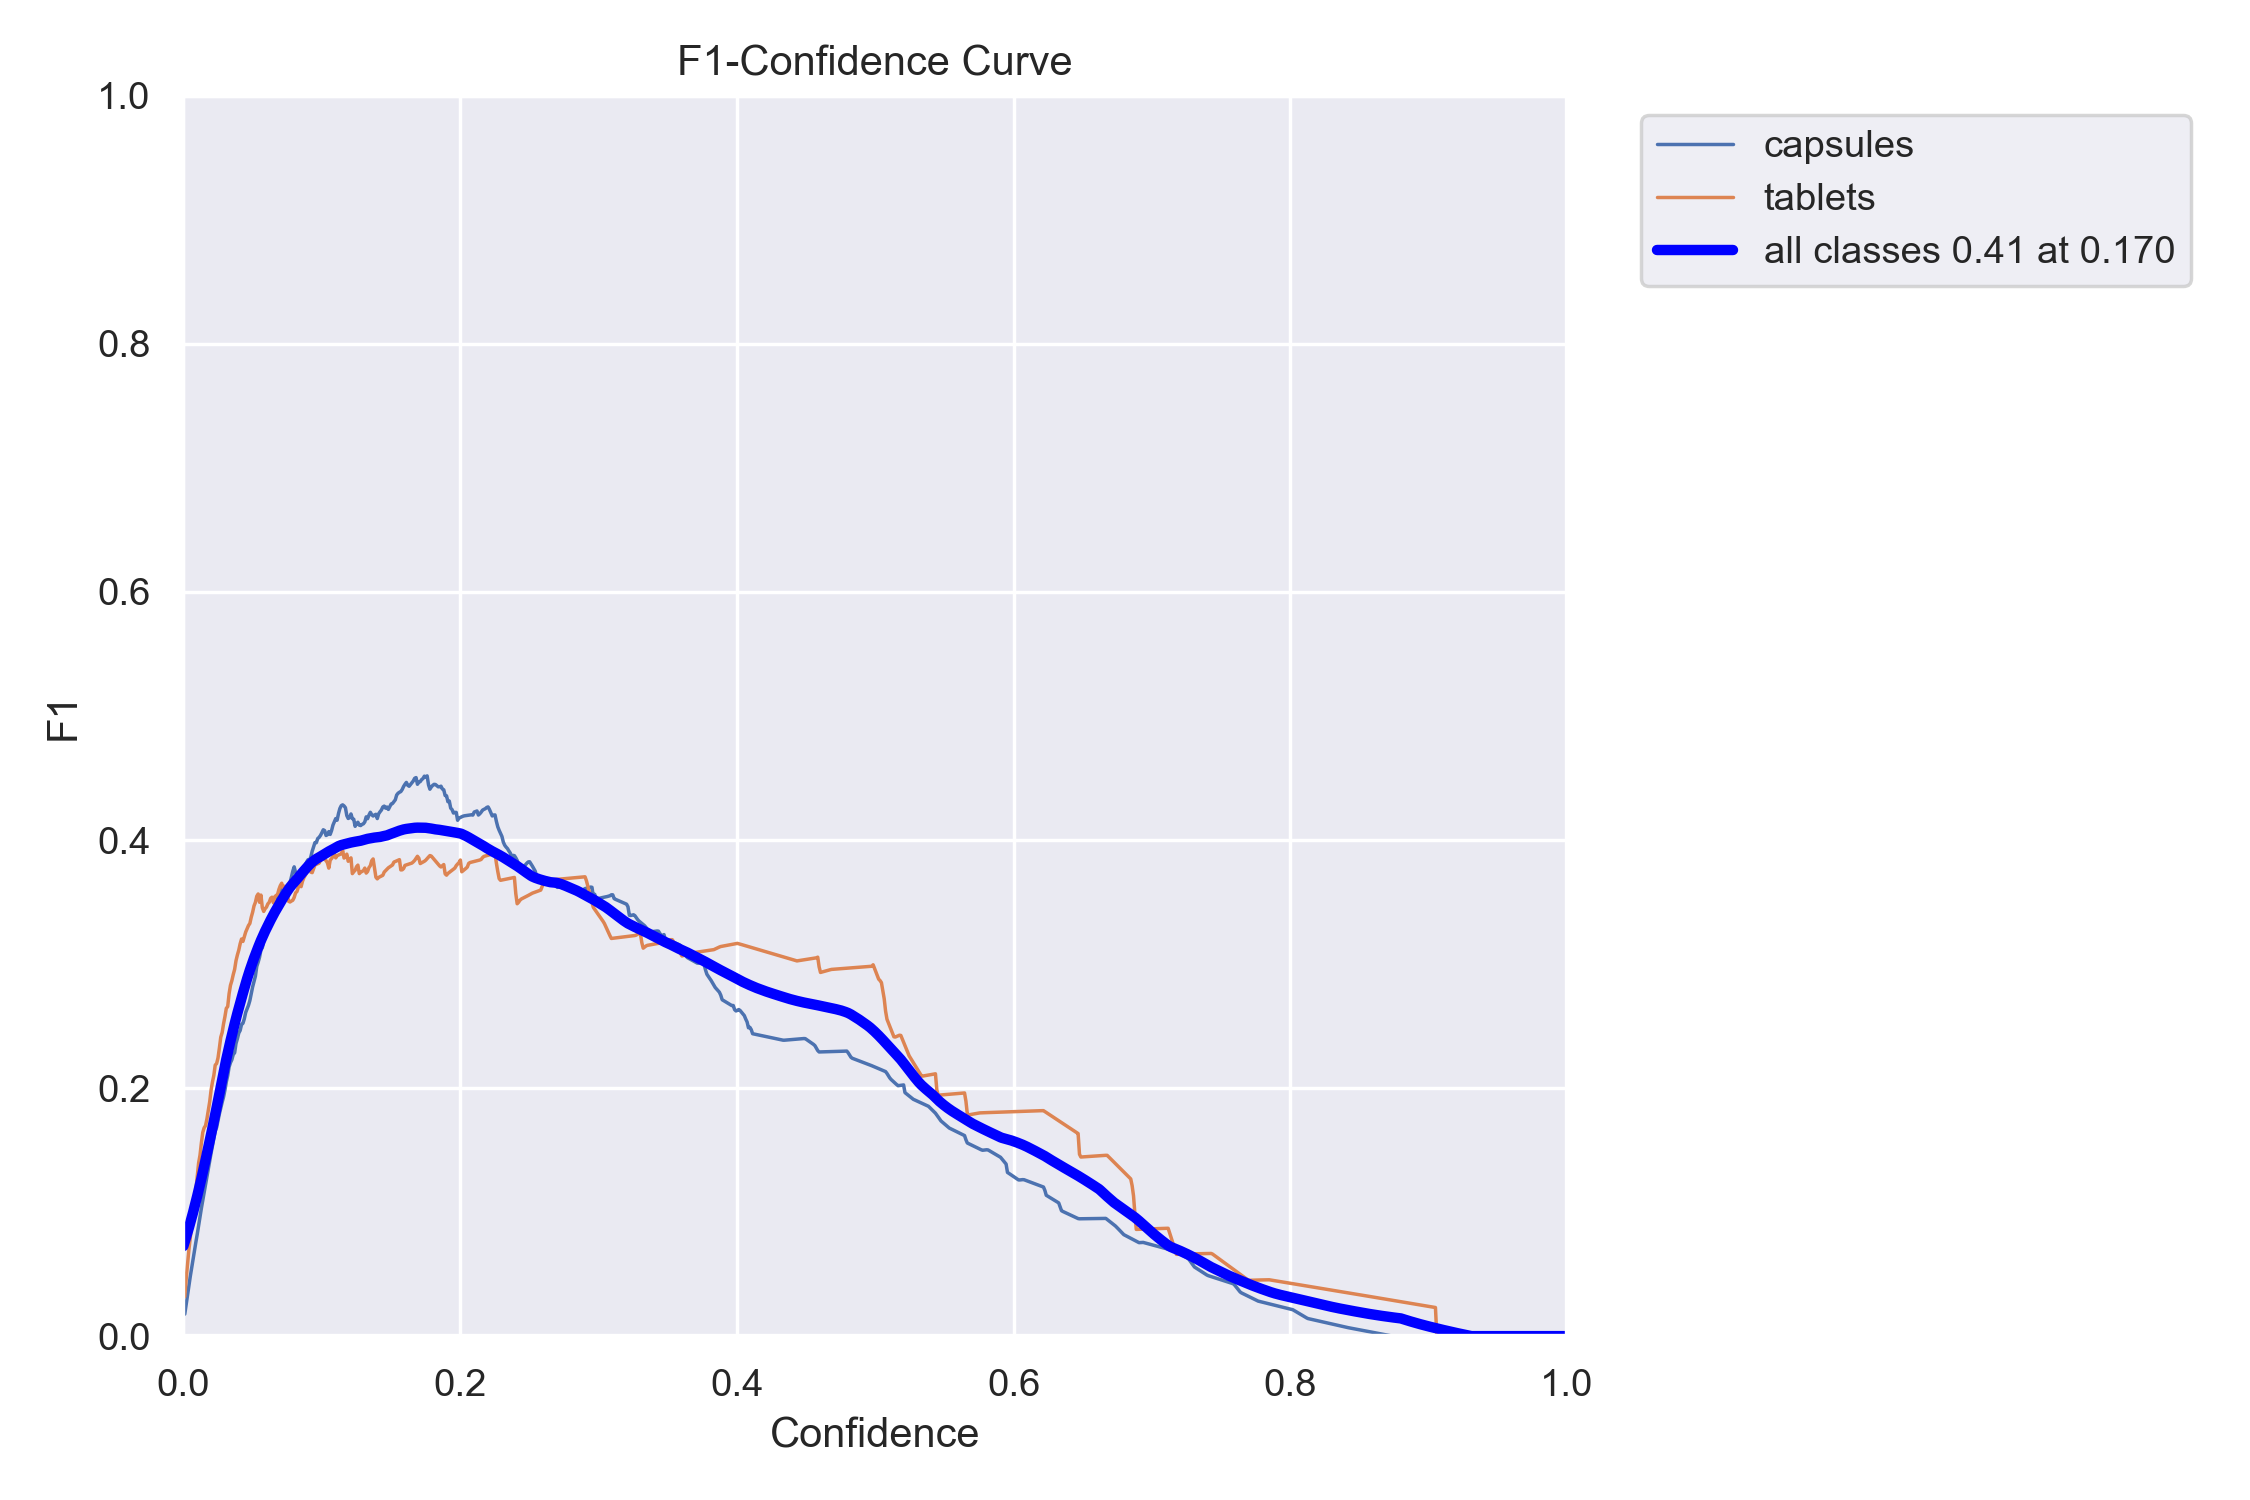 F1-Confidence Curve
1.0
0.8
0.6
0.4
0.2
0.0
F1
0.0 0.2 0.4 0.6 0.8 1.0
Confidence
capsules
tablets
all classes 0.41 at 0.170